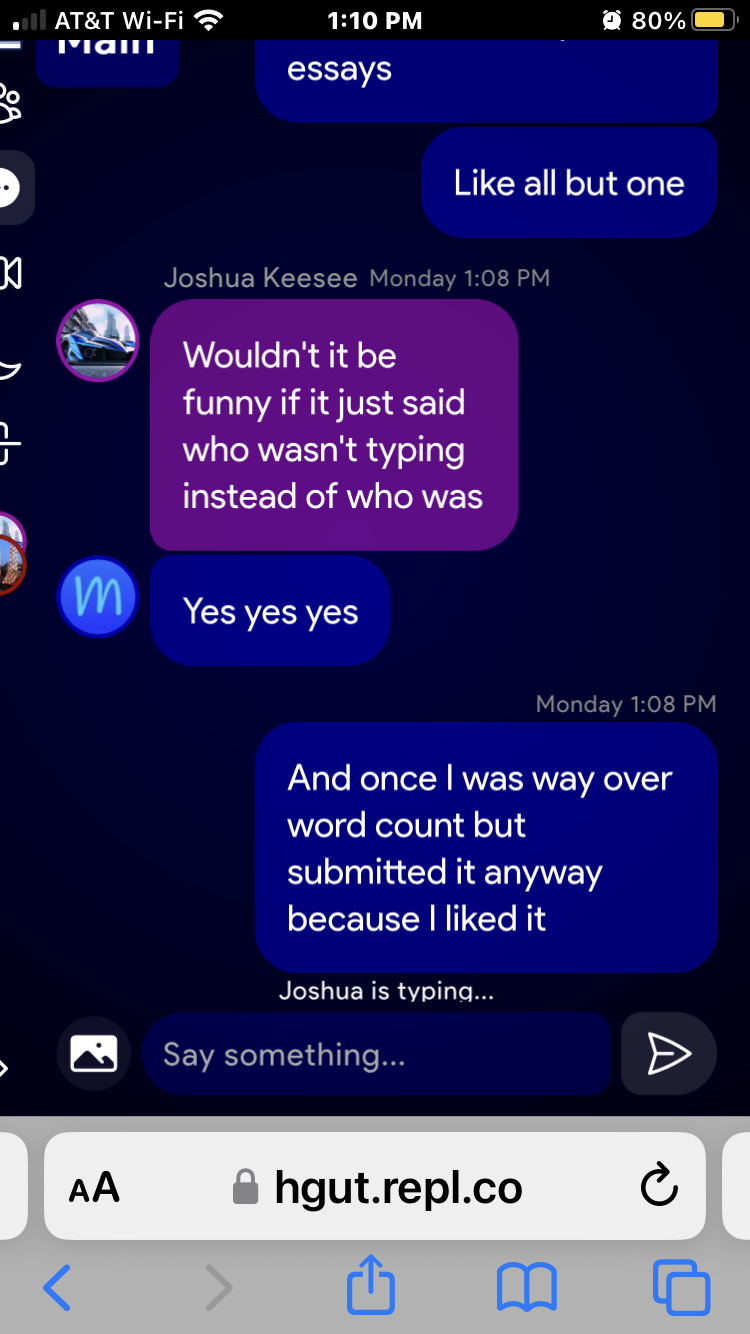 AT&T Wi-Fi 1:10 PM 80%
Main
essays
Like all but one
Joshua Keesee Monday 1:08 PM
Wouldn't it be
funny if it just said
who wasn't typing
instead of who was
m
Yes yes yes
Monday 1:08 PM
And once I was way over
word count but
submitted it anyway
because I liked it
Joshua is typing...
Say something...
AA hgut.repl.co